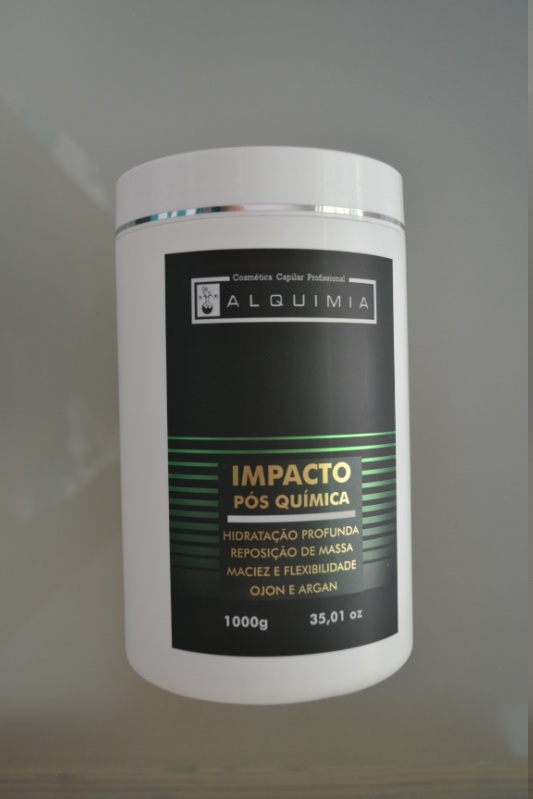 Cosmética Capilar Profissional
ALQUIMIA
IMPACTO
PÓS QUÍMICA
HIDRATAÇÃO PROFUNDA
REPOSIÇÃO DE MASSA
MACIEZ E FLEXIBILIDADE
OJON E ARGAN
1000g 35,01 oz